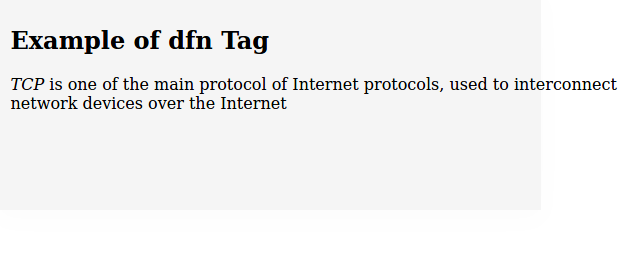 Example of dfn Tag
TCP is one of the main protocol of Internet protocols, used to interconnect
network devices over the Internet